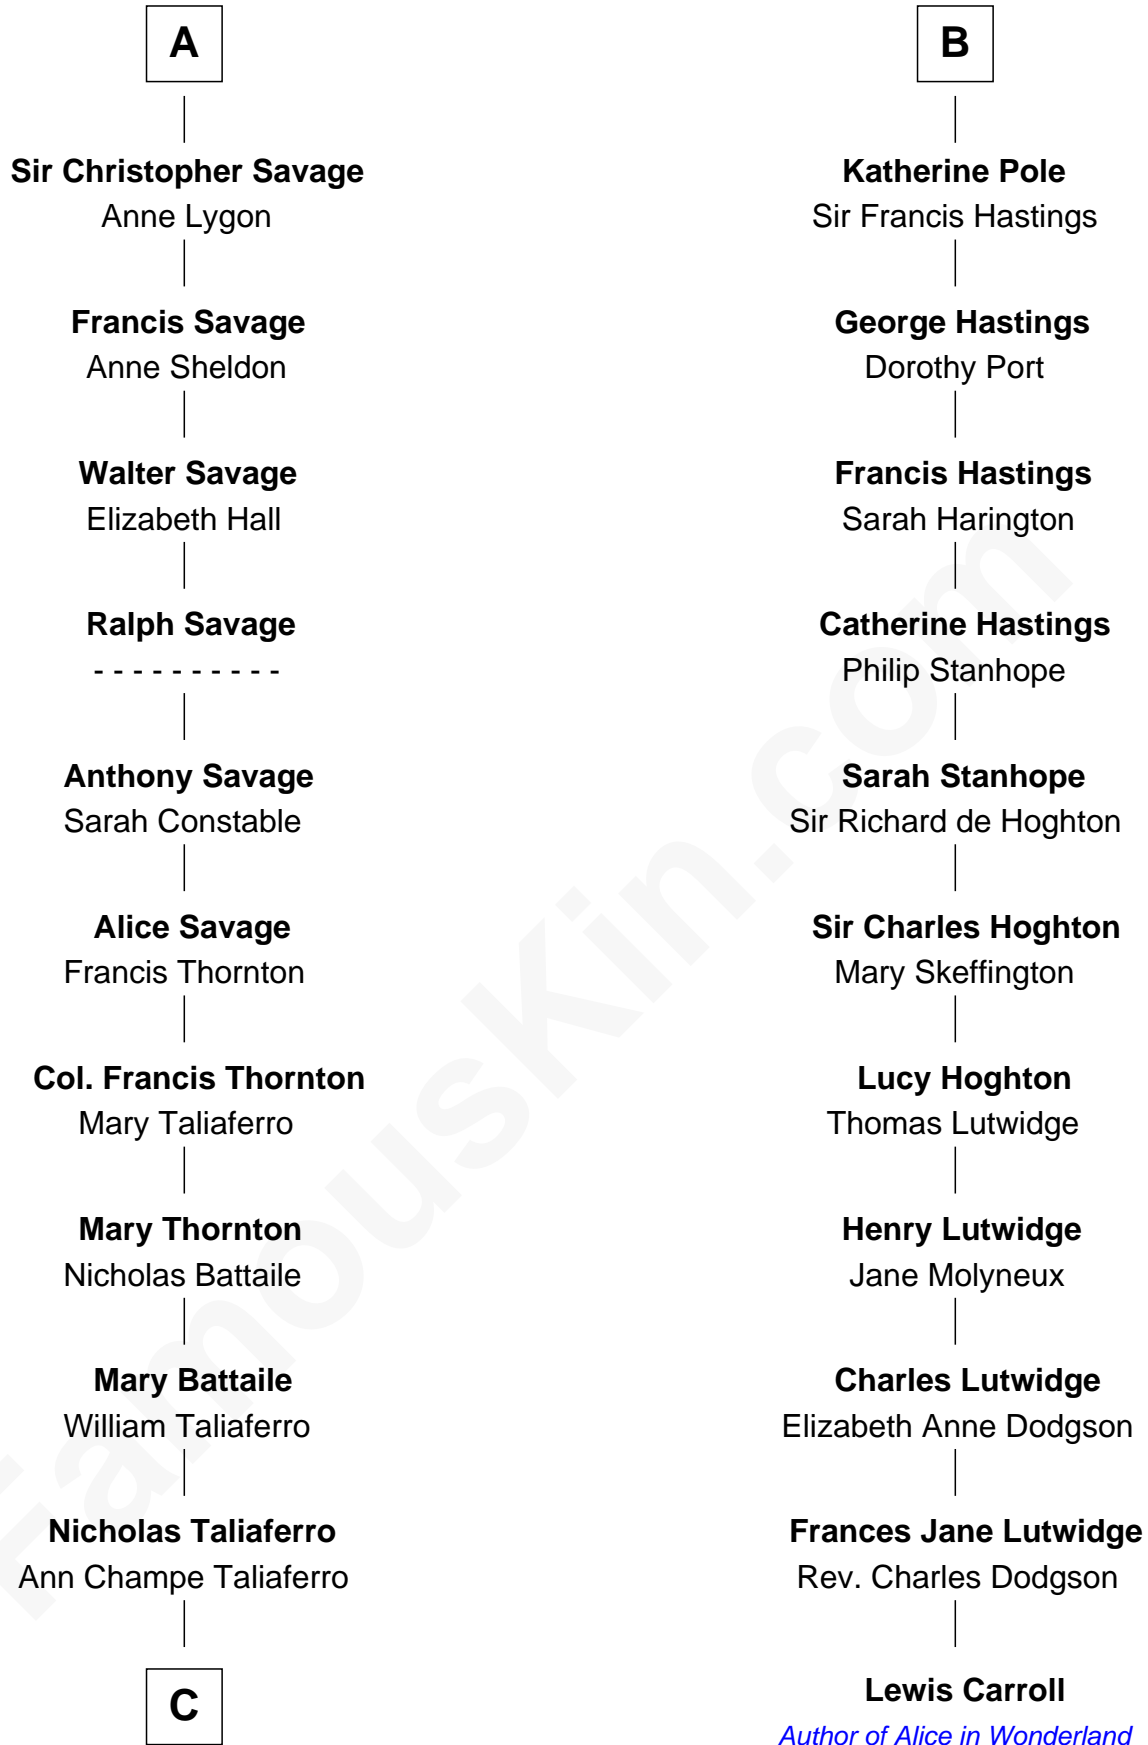 A
Sir Christopher Savage
Anne Lygon
Francis Savage
Anne Sheldon
Walter Savage
Elizabeth Hall
Ralph Savage
- - - - - - - - - -
Anthony Savage
Sarah Constable
Alice Savage
Francis Thornton
Col. Francis Thornton
Mary Taliaferro
Mary Thornton
Nicholas Battaile
Mary Battaile
William Taliaferro
Nicholas Taliaferro
Ann Champe Taliaferro
C
B
Katherine Pole
Sir Francis Hastings
George Hastings
Dorothy Port
Francis Hastings
Sarah Harington
Catherine Hastings
Philip Stanhope
Sarah Stanhope
Sir Richard de Hoghton
Sir Charles Hoghton
Mary Skeffington
Lucy Hoghton
Thomas Lutwidge
Henry Lutwidge
Jane Molyneux
Charles Lutwidge
Elizabeth Anne Dodgson
Frances Jane Lutwidge
Rev. Charles Dodgson
Lewis Carroll
Author of Alice in Wonderland
FamousKin.com